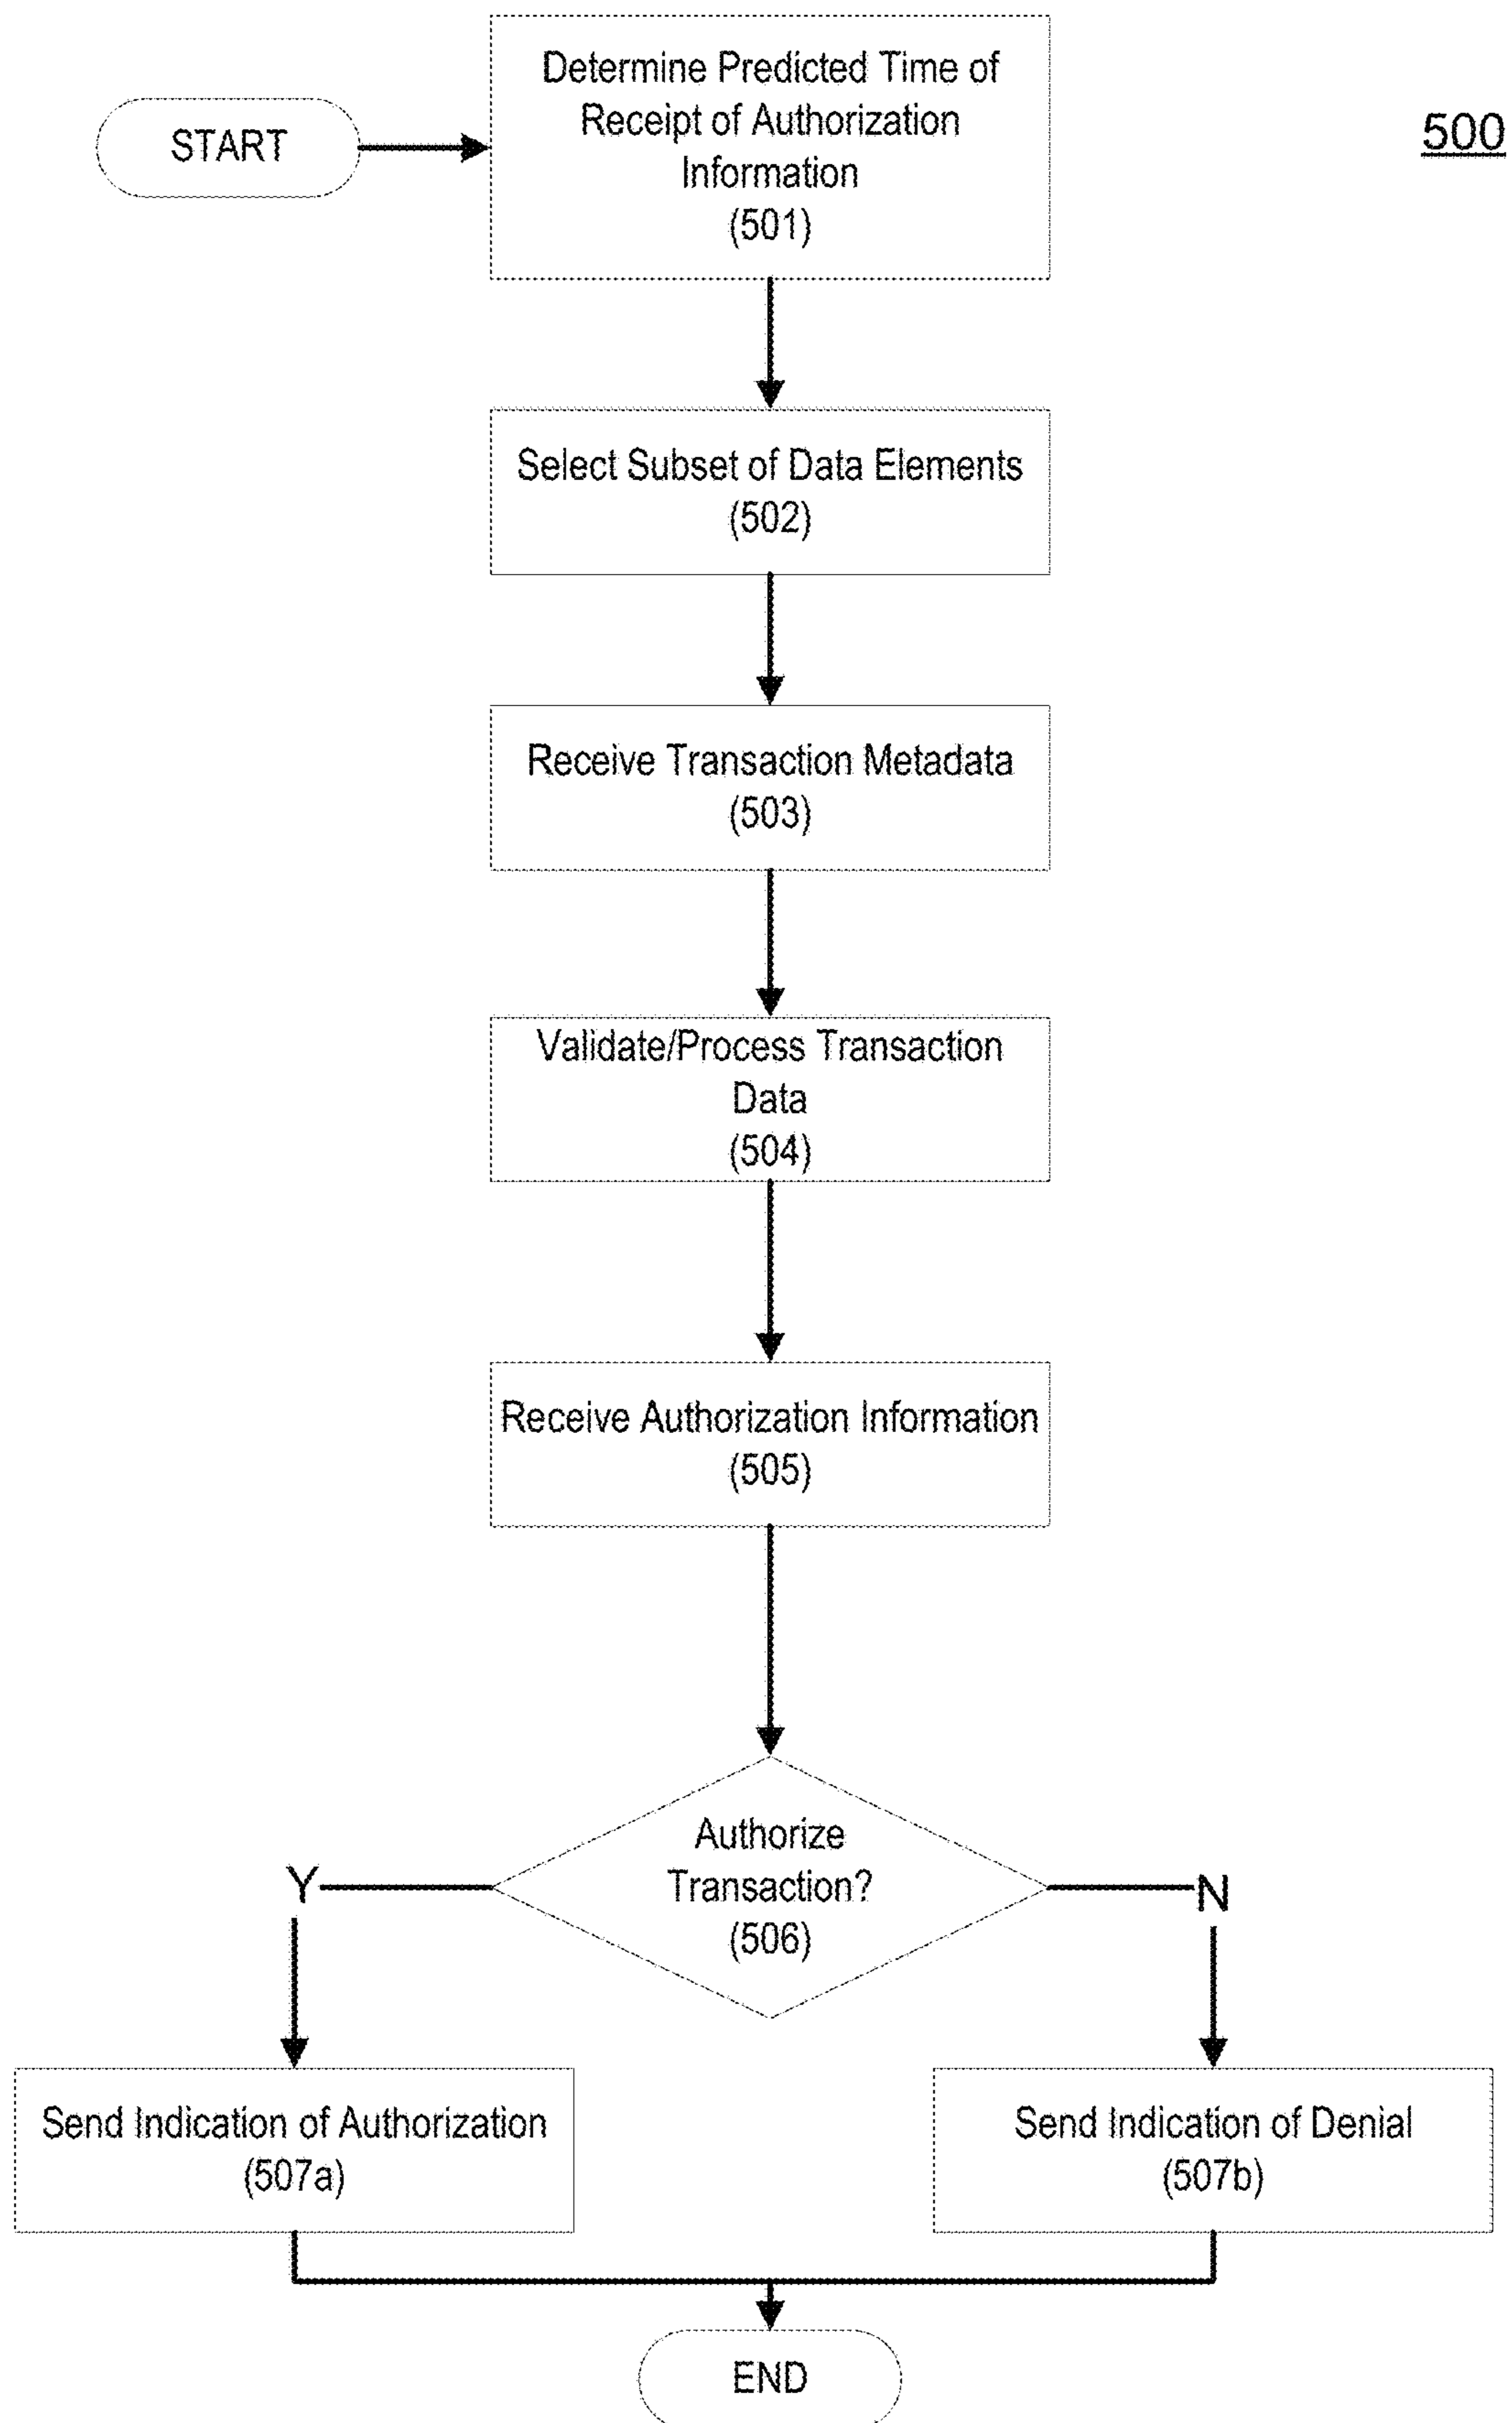 Determine Predicted Time of
Receipt of Authorization
Information
(501)
START
500
Select Subset of Data Elements
(502)
Receive Transaction Metadata
(503)
Validate/Process Transaction
Data
(504)
Receive Authorization Information
(505)
Authorize
Transaction?
(506)
Y
N
Send Indication of Authorization
(507a)
Send Indication of Denial
(507b)
END